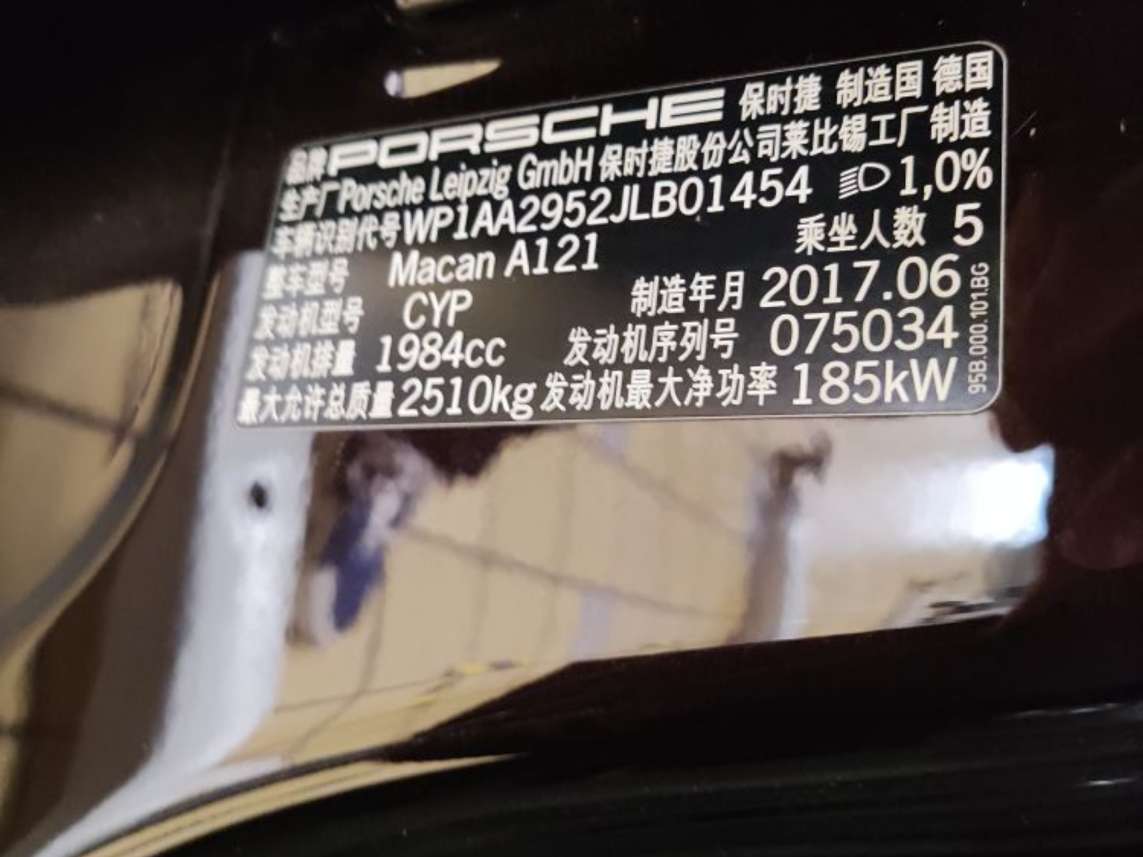 品牌 PORSCHE 保时捷 制造国 德国
生产厂 Porsche Leipzig GmbH 保时捷股份公司莱比锡工厂制造
车辆识别代号 WP1AA2952JLB01454 1,0%
整车型号 Macan A121 乘坐人数 5
发动机型号 CYP 制造年月 2017.06
发动机排量 1984cc 发动机序列号 075034
最大允许总质量 2510kg 发动机最大净功率 185kW
95B.000.101.BG